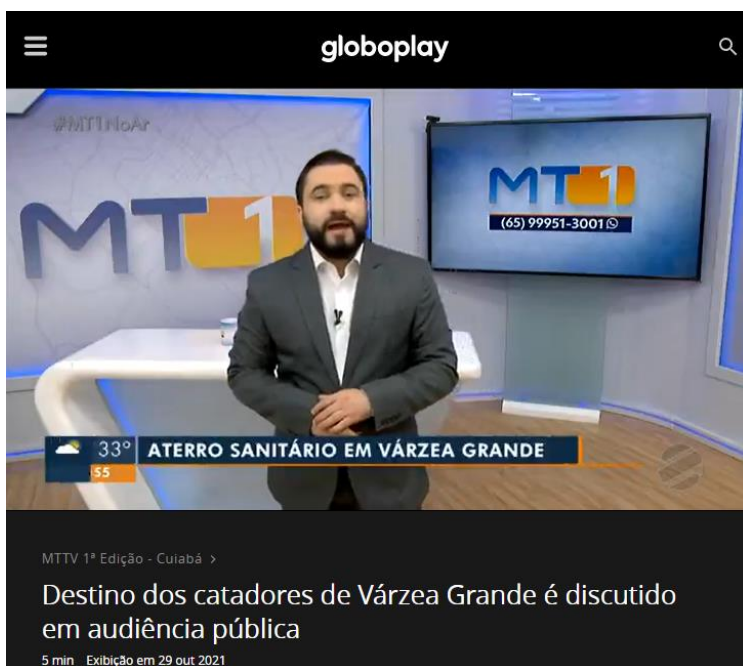 globoplay
#MT1NoAr
MT1
MT1
(65) 99951-3001
33° ATERRO SANITÁRIO EM VÁRZEA GRANDE
55
MTTV 1ª Edição - Cuiabá >
Destino dos catadores de Várzea Grande é discutido
em audiência pública
5 min Exibição em 29 out 2021